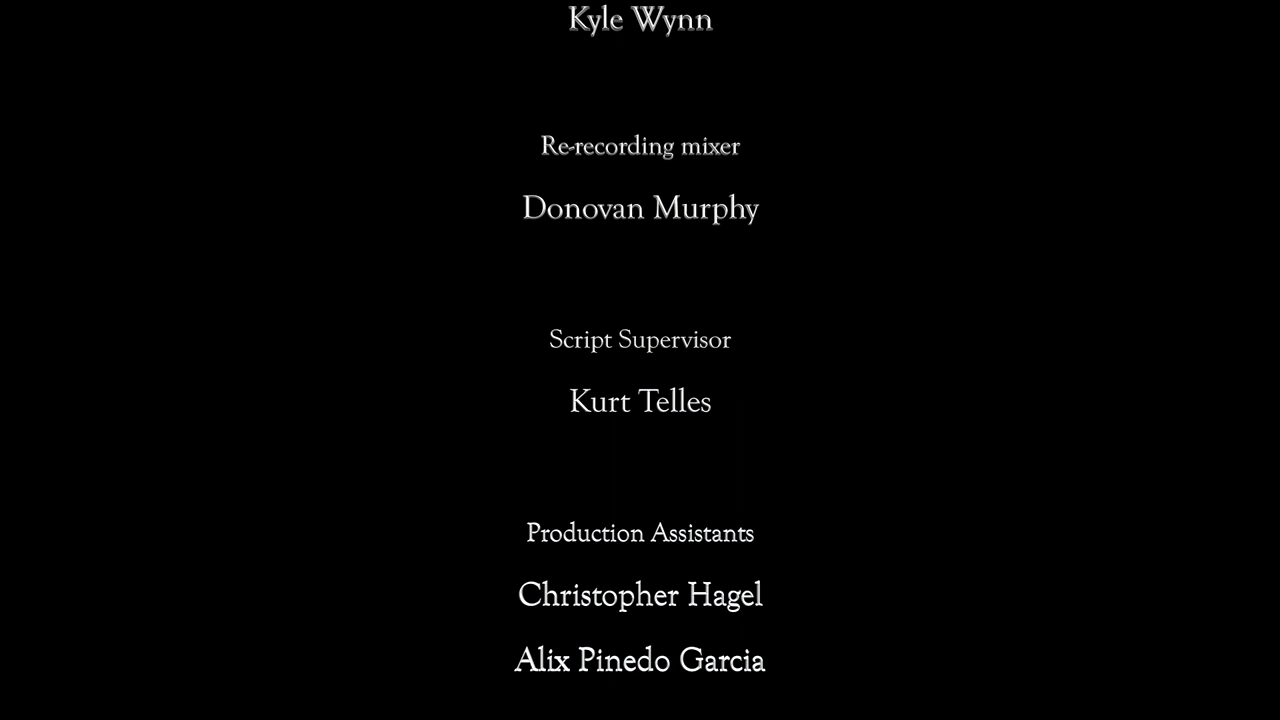 Kyle Wynn
Re-recording mixer
Donovan Murphy
Script Supervisor
Kurt Telles
Production Assistants
Christopher Hagel
Alix Pinedo Garcia